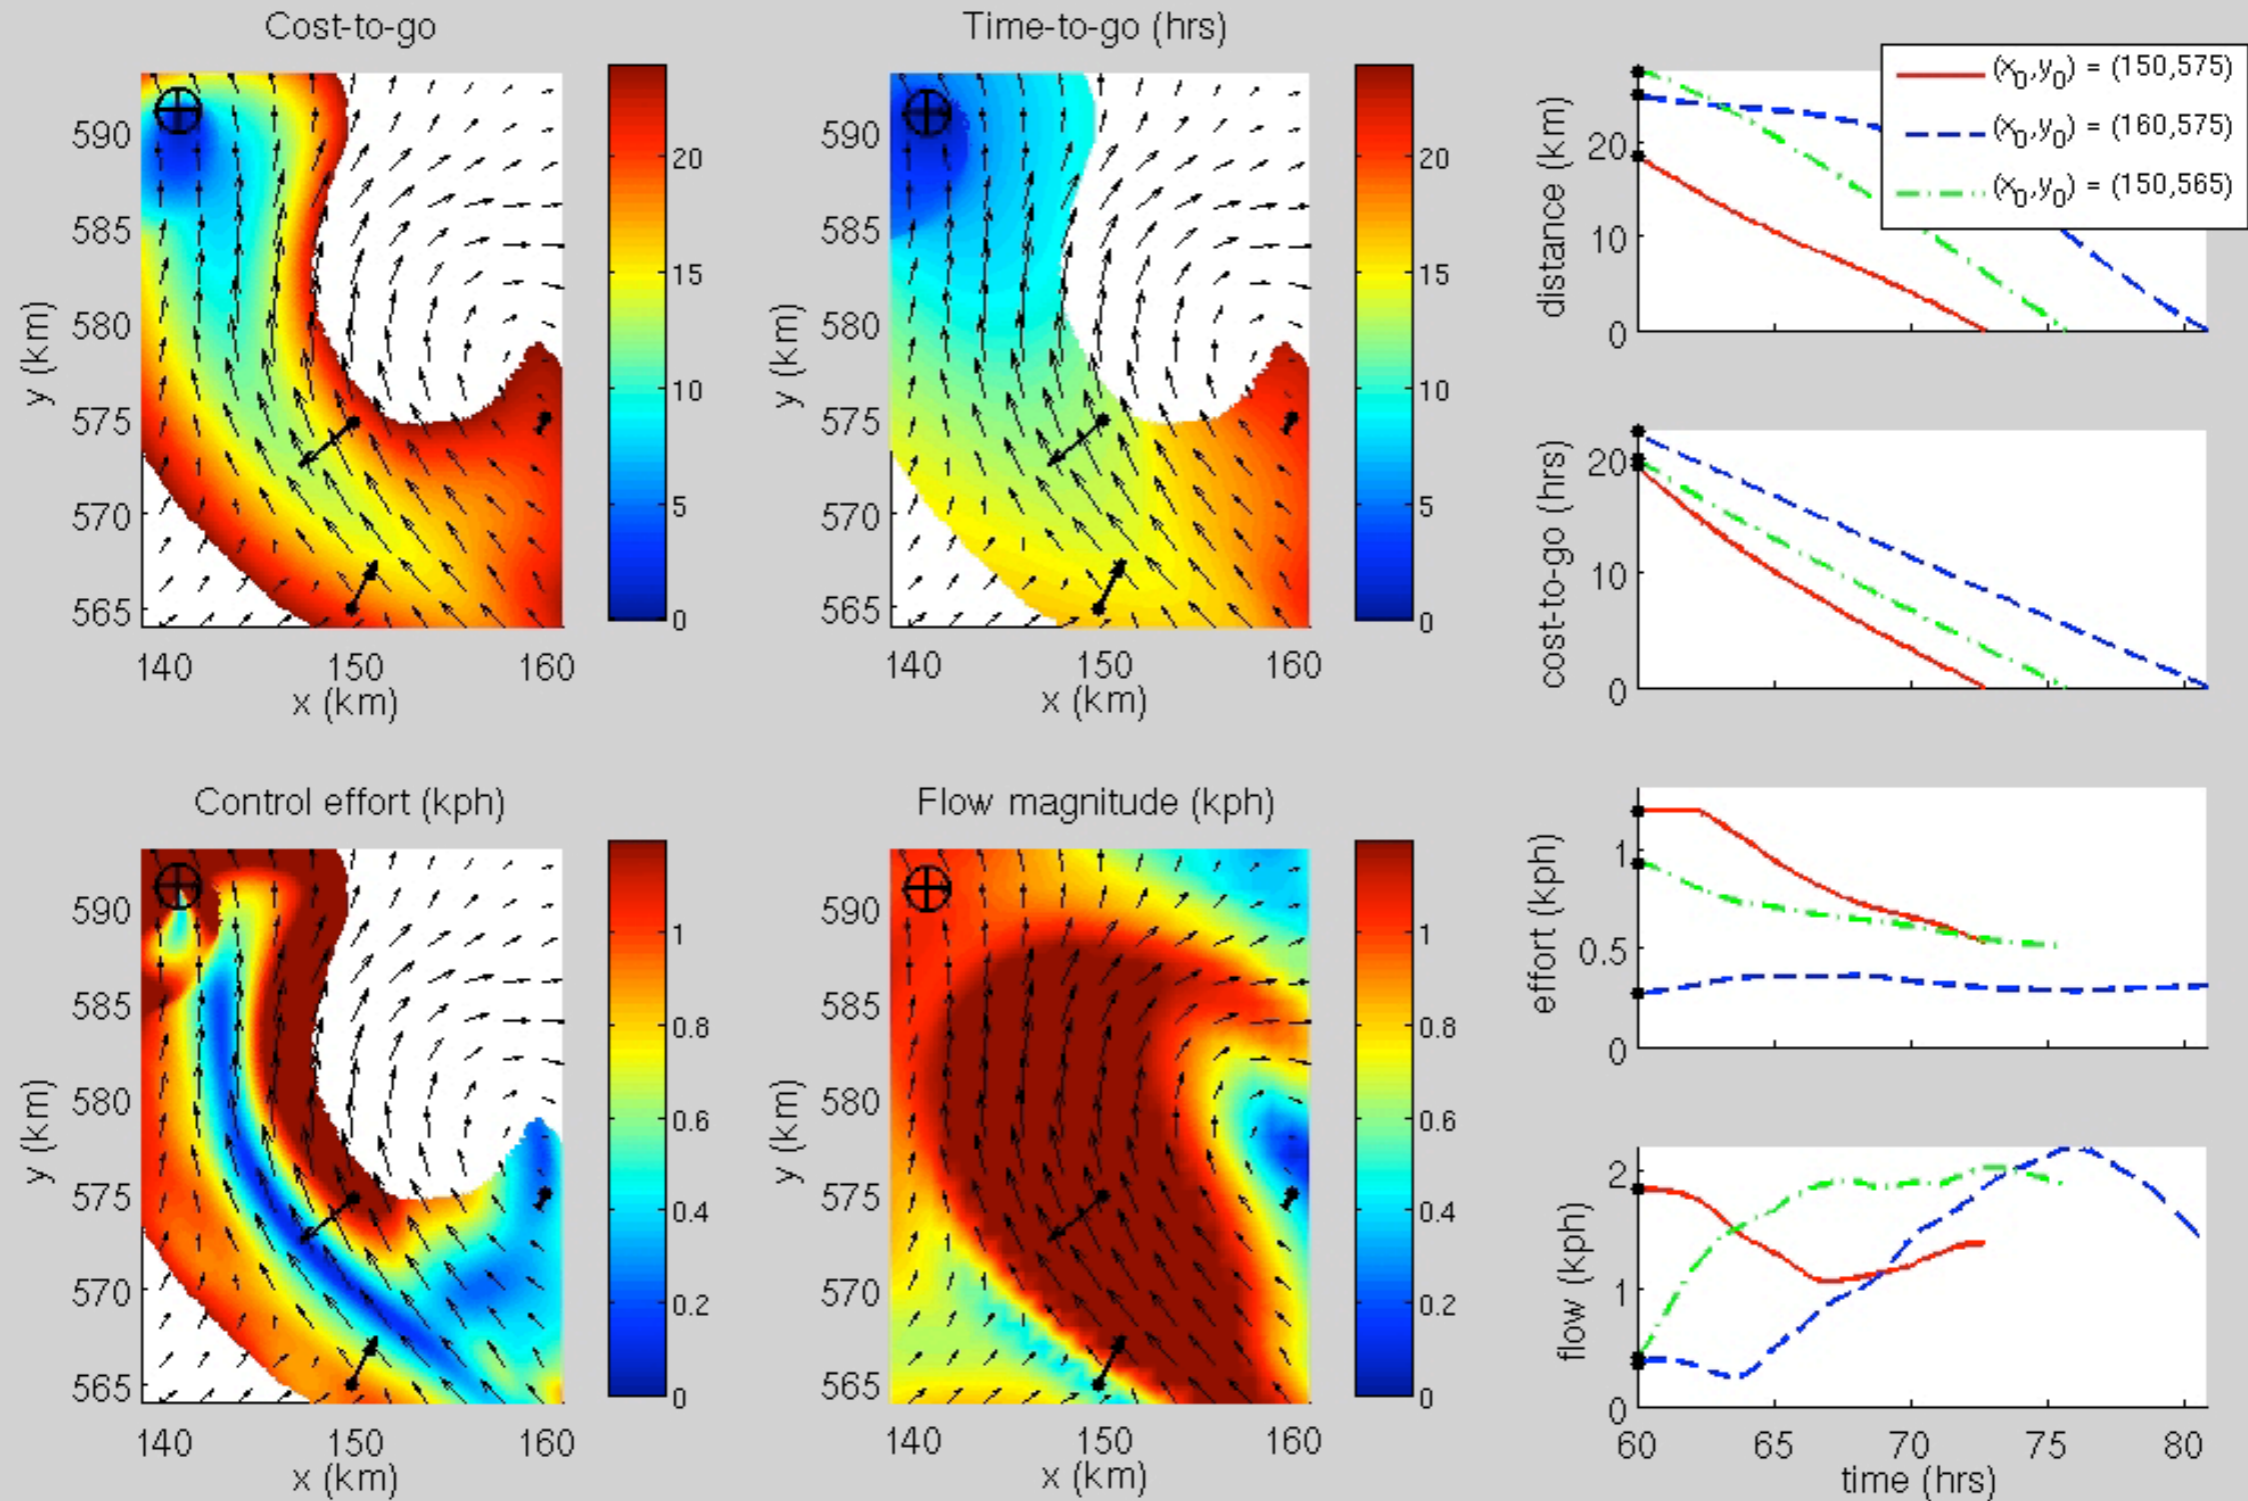 Cost-to-go
590
585
580
575
570
565
y (km)
140 150 160
x (km)
20
15
10
5
0
Time-to-go (hrs)
590
585
580
575
570
565
y (km)
140 150 160
x (km)
20
15
10
5
0
(x0,y0) = (150,575)
(x0,y0) = (160,575)
(x0,y0) = (150,565)
distance (km)
20
10
0
cost-to-go (hrs)
20
10
0
Control effort (kph)
590
585
580
575
570
565
y (km)
140 150 160
x (km)
1
0.8
0.6
0.4
0.2
0
Flow magnitude (kph)
590
585
580
575
570
565
y (km)
140 150 160
x (km)
1
0.8
0.6
0.4
0.2
0
effort (kph)
1
0.5
0
flow (kph)
2
1
0
60 65 70 75 80
time (hrs)